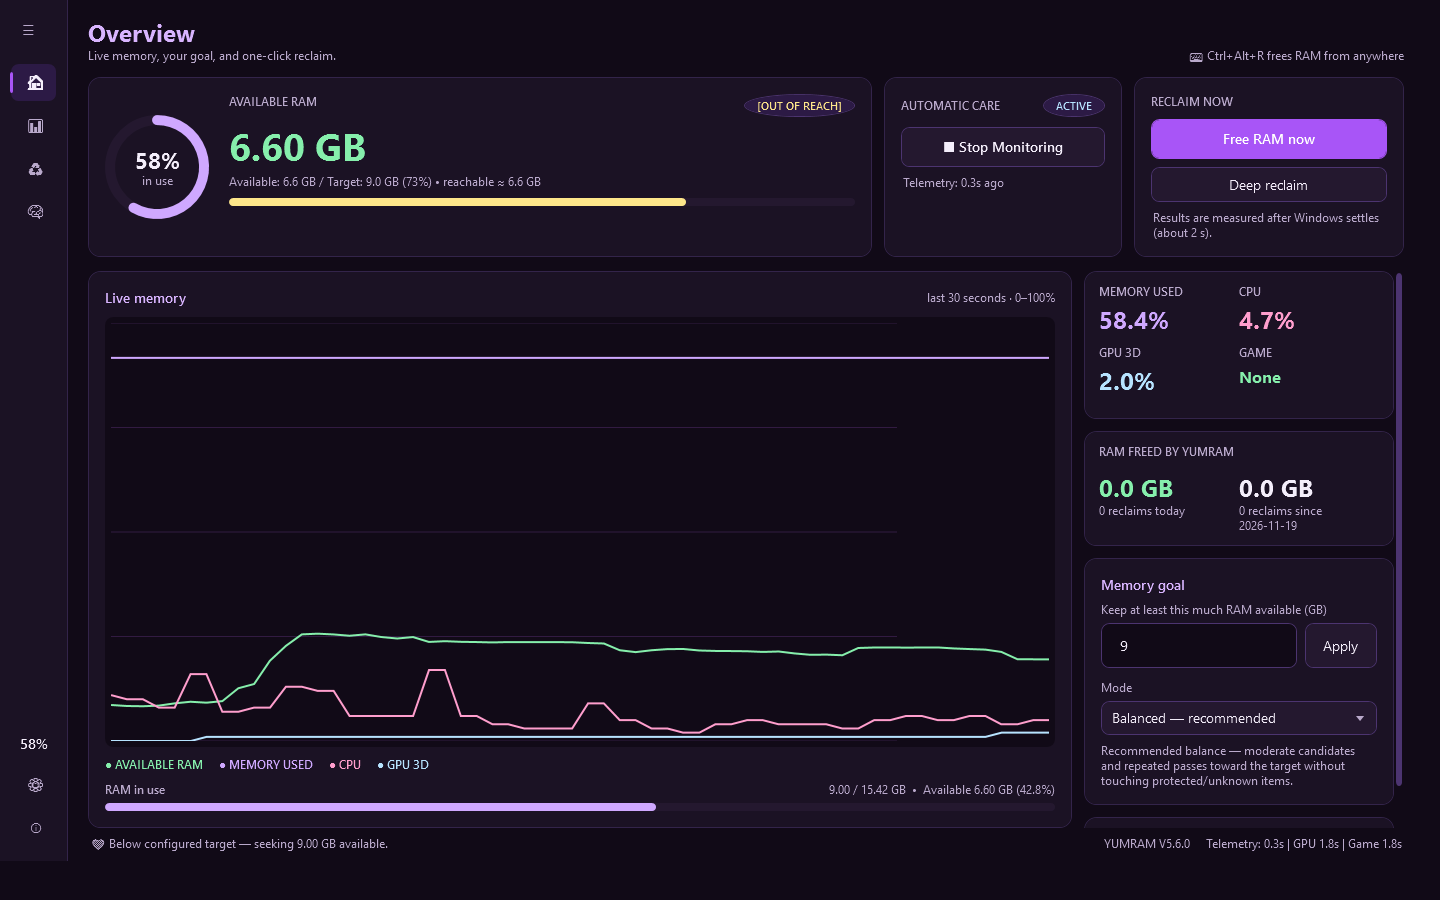 Overview
Live memory, your goal, and one-click reclaim.
Ctrl+Alt+R frees RAM from anywhere
AVAILABLE RAM
[OUT OF REACH]
58%
in use
6.60 GB
Available: 6.6 GB / Target: 9.0 GB (73%) • reachable ≈ 6.6 GB
AUTOMATIC CARE
ACTIVE
Stop Monitoring
Telemetry: 0.3s ago
RECLAIM NOW
Free RAM now
Deep reclaim
Results are measured after Windows settles
(about 2 s).
Live memory
last 30 seconds · 0–100%
• AVAILABLE RAM • MEMORY USED • CPU • GPU 3D
RAM in use
9.00 / 15.42 GB • Available 6.60 GB (42.8%)
MEMORY USED
58.4%
CPU
4.7%
GPU 3D
2.0%
GAME
None
RAM FREED BY YUMRAM
0.0 GB
0 reclaims today
0.0 GB
0 reclaims since
2026-11-19
Memory goal
Keep at least this much RAM available (GB)
9
Apply
Mode
Balanced — recommended
Recommended balance — moderate candidates
and repeated passes toward the target without
touching protected/unknown items.
58%
Below configured target — seeking 9.00 GB available.
YUMRAM V5.6.0
Telemetry: 0.3s | GPU 1.8s | Game 1.8s